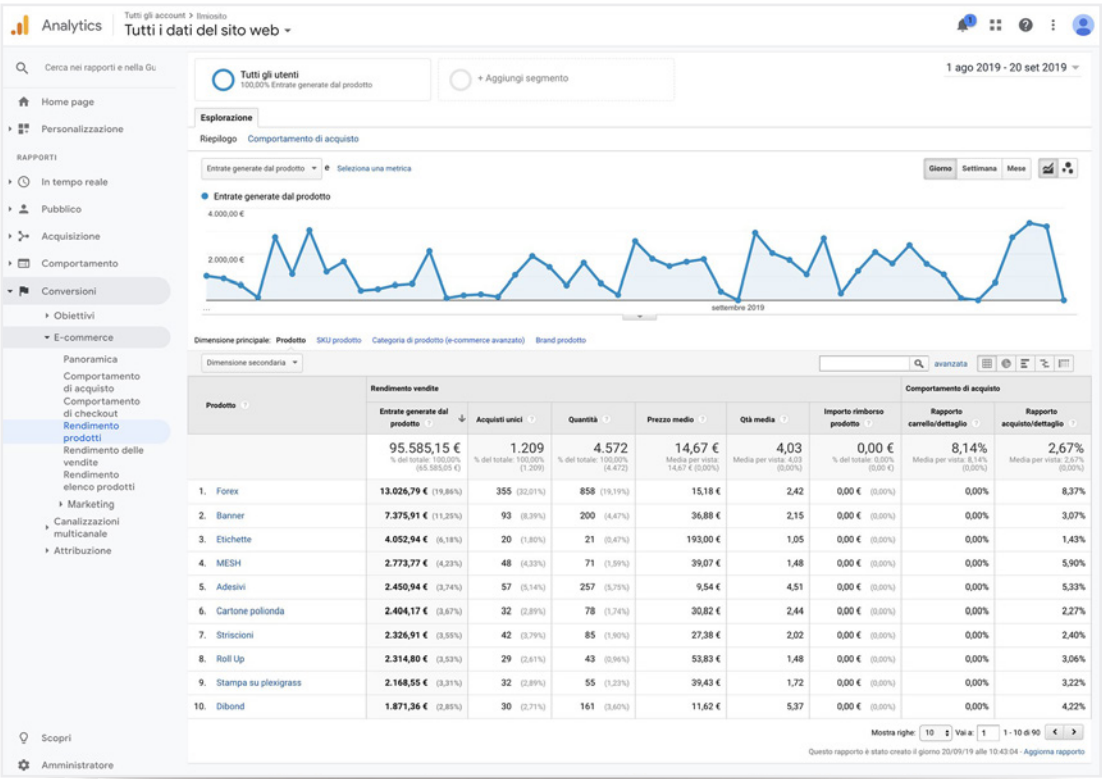 Analytics
Tutti gli account > Ilmiosito
Tutti i dati del sito web
1
Cerca nei rapporti e nella Gu
Home page
Personalizzazione
RAPPORTI
In tempo reale
Pubblico
Acquisizione
Comportamento
Conversioni
Obiettivi
E-commerce
Panoramica
Comportamento
di acquisto
Comportamento
di checkout
Rendimento
prodotti
Rendimento delle
vendite
Rendimento
elenco prodotti
Marketing
Canalizzazioni
multicanale
Attribuzione
Scopri
Amministratore
Tutti gli utenti
100,00% Entrate generate dal prodotto
+ Aggiungi segmento
1 ago 2019 - 20 set 2019
Esplorazione
Riepilogo Comportamento di acquisto
Entrate generate dal prodotto e Seleziona una metrica
Giorno Settimana Mese
Entrate generate dal prodotto
4.000,00 €
2.000,00 €
...
settembre 2019
Dimensione principale: Prodotto SKU prodotto Categoria di prodotto (e-commerce avanzato) Brand prodotto
Dimensione secondaria
avanzata
Prodotto ?
Rendimento vendite
Comportamento di acquisto
Entrate generate dal
prodotto ?
Acquisti unici ?
Quantità ?
Prezzo medio ?
Qtà media ?
Importo rimborso
prodotto ?
Rapporto
carrello/dettaglio ?
Rapporto
acquisto/dettaglio ?
95.585,15 € 1.209 4.572 14,67 € 4,03 0,00 € 8,14% 2,67%
% del totale: 100,00% % del totale: 100,00% % del totale: 100,00% Media per vista: Media per vista: 4,03 % del totale: 0,00% Media per vista: 8,14% Media per vista: 2,67%
(65.585,05 €) (1.209) (4.472) 14,67 € (0,00%) (0,00%) (0,00 €) (0,00%) (0,00%)
1. Forex 13.026,79 € (19,86%) 355 (32,01%) 858 (19,19%) 15,18 € 2,42 0,00 € (0,00%) 0,00% 8,37%
2. Banner 7.375,91 € (11,25%) 93 (8,39%) 200 (4,47%) 36,88 € 2,15 0,00 € (0,00%) 0,00% 3,07%
3. Etichette 4.052,94 € (6,18%) 20 (1,80%) 21 (0,47%) 193,00 € 1,05 0,00 € (0,00%) 0,00% 1,43%
4. MESH 2.773,77 € (4,23%) 48 (4,33%) 71 (1,59%) 39,07 € 1,48 0,00 € (0,00%) 0,00% 5,90%
5. Adesivi 2.450,94 € (3,74%) 57 (5,14%) 257 (5,75%) 9,54 € 4,51 0,00 € (0,00%) 0,00% 5,33%
6. Cartone polionda 2.404,17 € (3,67%) 32 (2,89%) 78 (1,74%) 30,82 € 2,44 0,00 € (0,00%) 0,00% 2,27%
7. Striscioni 2.326,91 € (3,55%) 42 (3,79%) 85 (1,90%) 27,38 € 2,02 0,00 € (0,00%) 0,00% 2,40%
8. Roll Up 2.314,80 € (3,53%) 29 (2,61%) 43 (0,96%) 53,83 € 1,48 0,00 € (0,00%) 0,00% 3,06%
9. Stampa su plexigrass 2.168,55 € (3,31%) 32 (2,89%) 55 (1,23%) 39,43 € 1,72 0,00 € (0,00%) 0,00% 3,22%
10. Dibond 1.871,36 € (2,85%) 30 (2,71%) 161 (3,60%) 11,62 € 5,37 0,00 € (0,00%) 0,00% 4,22%
Mostra righe: 10 Vai a: 1 1 - 10 di 90
Questo rapporto è stato creato il giorno 20/09/19 alle 10:43:04 - Aggiorna rapporto